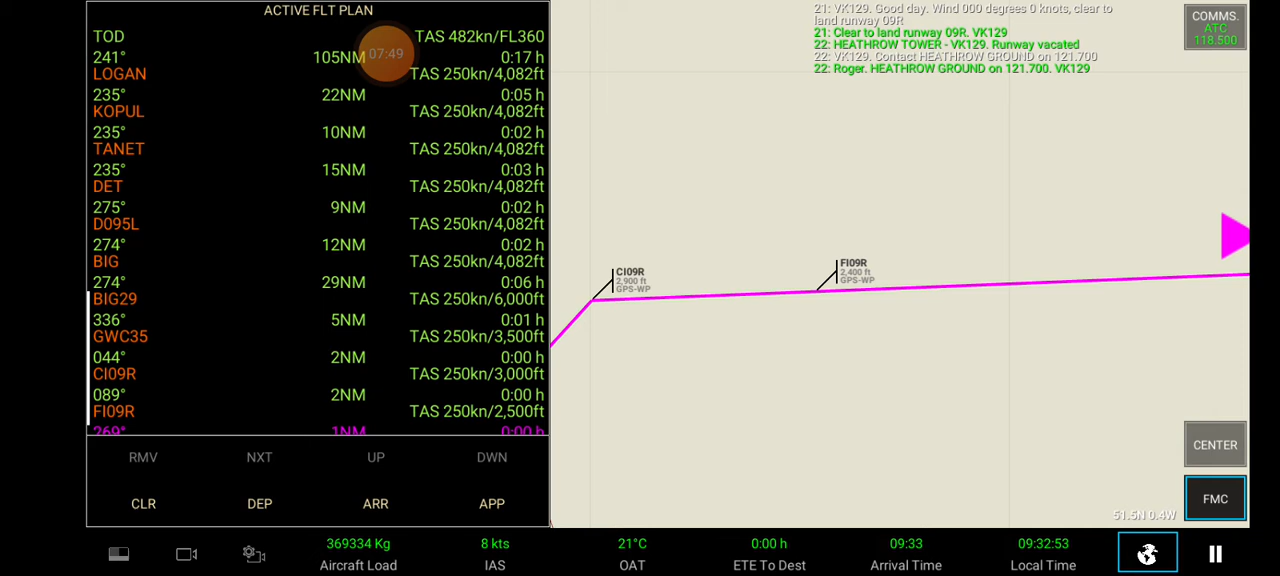 ACTIVE FLT PLAN
TOD TAS 482kn/FL360
241° 105NM 0:17 h
LOGAN TAS 250kn/4,082ft
235° 22NM 0:05 h
KOPUL TAS 250kn/4,082ft
235° 10NM 0:02 h
TANET TAS 250kn/4,082ft
235° 15NM 0:03 h
DET TAS 250kn/4,082ft
275° 9NM 0:02 h
D095L TAS 250kn/4,082ft
274° 12NM 0:02 h
BIG TAS 250kn/4,082ft
274° 29NM 0:06 h
BIG29 TAS 250kn/6,000ft
336° 5NM 0:01 h
GWC35 TAS 250kn/3,500ft
044° 2NM 0:00 h
CI09R TAS 250kn/3,000ft
089° 2NM 0:00 h
FI09R TAS 250kn/2,500ft
269° 1NM 0:00 h
07:49
RMV NXT UP DWN
CLR DEP ARR APP
21: VK129. Good day. Wind 000 degrees 0 knots, clear to
land runway 09R
21: Clear to land runway 09R. VK129
22: HEATHROW TOWER - VK129. Runway vacated
22: VK129. Contact HEATHROW GROUND on 121.700
22: Roger. HEATHROW GROUND on 121.700. VK129
COMMS.
ATC
118.500
CI09R
2,900 ft
GPS-WP
FI09R
2,400 ft
GPS-WP
CENTER
FMC
51.5N 0.4W
369334 Kg 8 kts 21°C 0:00 h 09:33 09:32:53
Aircraft Load IAS OAT ETE To Dest Arrival Time Local Time